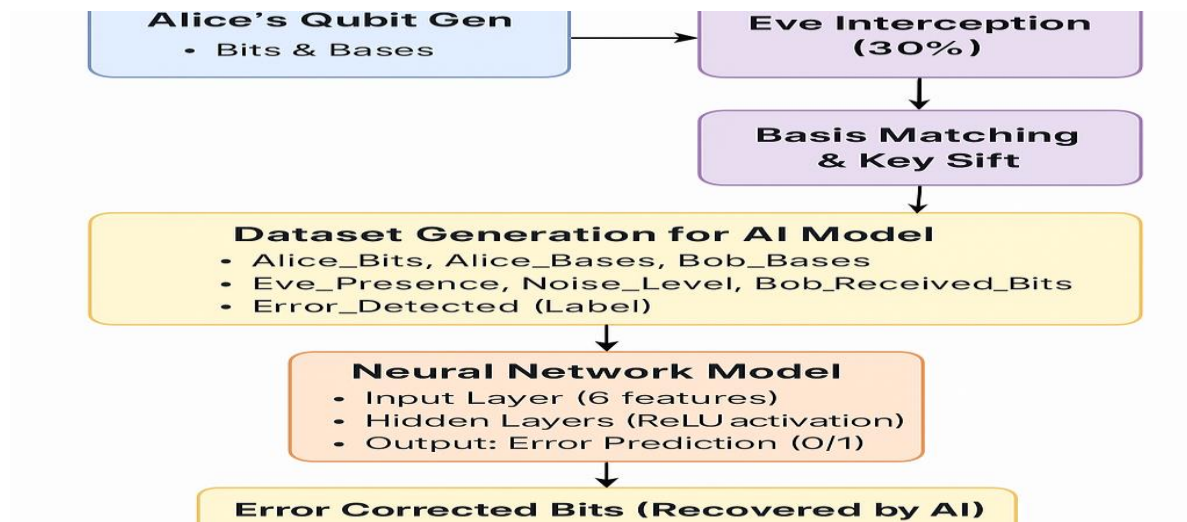 Alice's Qubit Gen
• Bits & Bases
Eve Interception
(30%)
Basis Matching
& Key Sift
Dataset Generation for AI Model
• Alice_Bits, Alice_Bases, Bob_Bases
• Eve_Presence, Noise_Level, Bob_Received_Bits
• Error_Detected (Label)
Neural Network Model
• Input Layer (6 features)
• Hidden Layers (ReLU activation)
• Output: Error Prediction (0/1)
Error Corrected Bits (Recovered by AI)